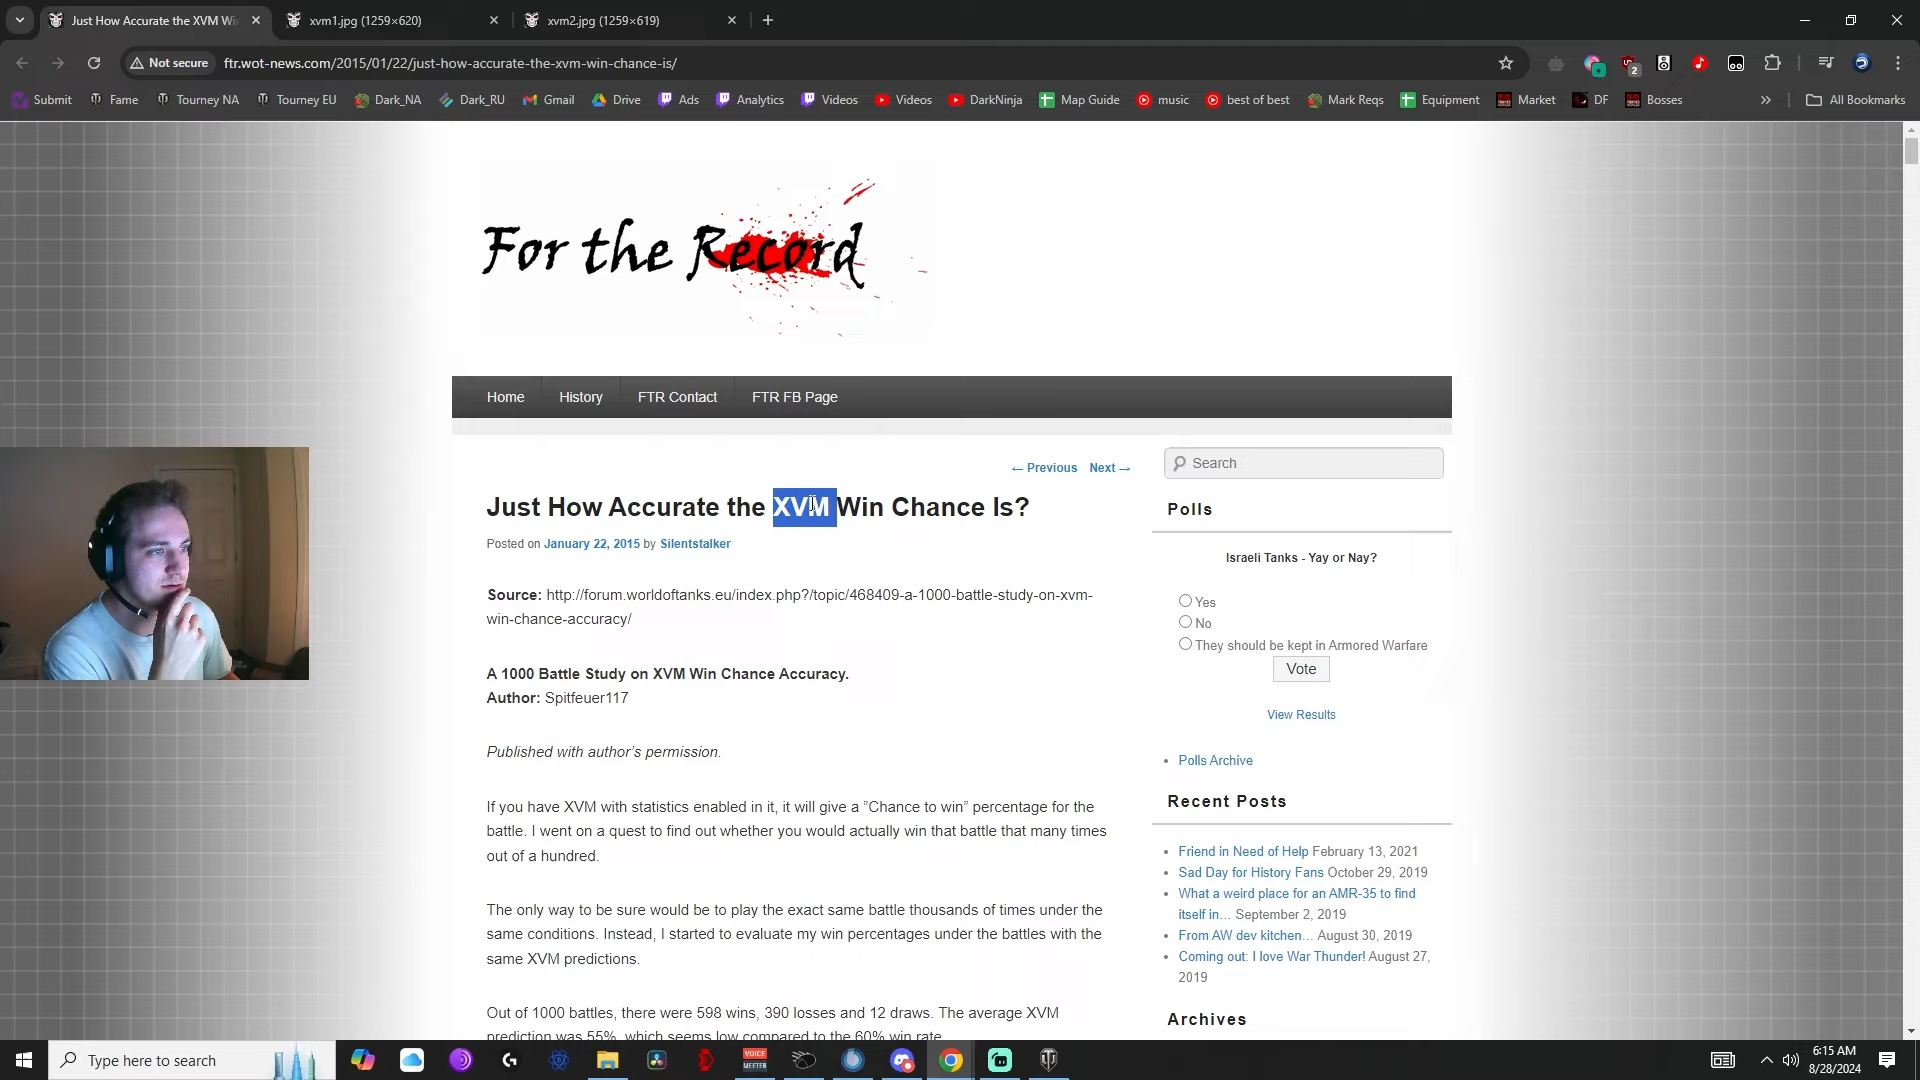 Just How Accurate the XVM Wi
xvm1.jpg (1259×620)
xvm2.jpg (1259×619)
Not secure
ftr.wot-news.com/2015/01/22/just-how-accurate-the-xvm-win-chance-is/
Submit
Fame
Tourney NA
Tourney EU
Dark_NA
Dark_RU
Gmail
Drive
Ads
Analytics
Videos
Videos
DarkNinja
Map Guide
music
best of best
Mark Reqs
Equipment
Market
DF
Bosses
»
All Bookmarks
For the Record
Home
History
FTR Contact
FTR FB Page
← Previous Next →
Just How Accurate the XVM Win Chance Is?
Posted on January 22, 2015 by Silentstalker
Source: http://forum.worldoftanks.eu/index.php?/topic/468409-a-1000-battle-study-on-xvm-
win-chance-accuracy/
A 1000 Battle Study on XVM Win Chance Accuracy.
Author: Spitfeuer117
Published with author's permission.
If you have XVM with statistics enabled in it, it will give a "Chance to win" percentage for the
battle. I went on a quest to find out whether you would actually win that battle that many times
out of a hundred.
The only way to be sure would be to play the exact same battle thousands of times under the
same conditions. Instead, I started to evaluate my win percentages under the battles with the
same XVM predictions.
Out of 1000 battles, there were 598 wins, 390 losses and 12 draws. The average XVM
prediction was 55%, which seems low compared to the 60% win rate
Search
Polls
Israeli Tanks - Yay or Nay?
Yes
No
They should be kept in Armored Warfare
Vote
View Results
Polls Archive
Recent Posts
Friend in Need of Help February 13, 2021
Sad Day for History Fans October 29, 2019
What a weird place for an AMR-35 to find
itself in… September 2, 2019
From AW dev kitchen… August 30, 2019
Coming out: I love War Thunder! August 27,
2019
Archives
Type here to search
VOICE
MEETER
6:15 AM
8/28/2024